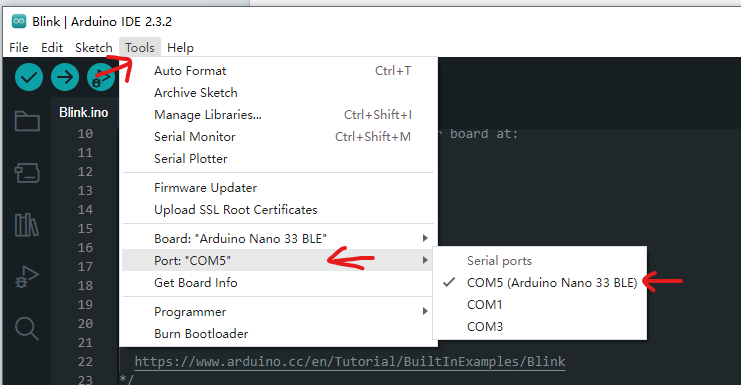 Blink | Arduino IDE 2.3.2
File Edit Sketch Tools Help
Auto Format Ctrl+T
Archive Sketch
Manage Libraries... Ctrl+Shift+I
Serial Monitor Ctrl+Shift+M
Serial Plotter
Firmware Updater
Upload SSL Root Certificates
Board: "Arduino Nano 33 BLE"
Port: "COM5"
Get Board Info
Programmer
Burn Bootloader
Serial ports
COM5 (Arduino Nano 33 BLE)
COM1
COM3
Blink.ino
10 board at:
11
12
13
14
15
16
17
18
19
20
21
22 https://www.arduino.cc/en/Tutorial/BuiltInExamples/Blink
*/